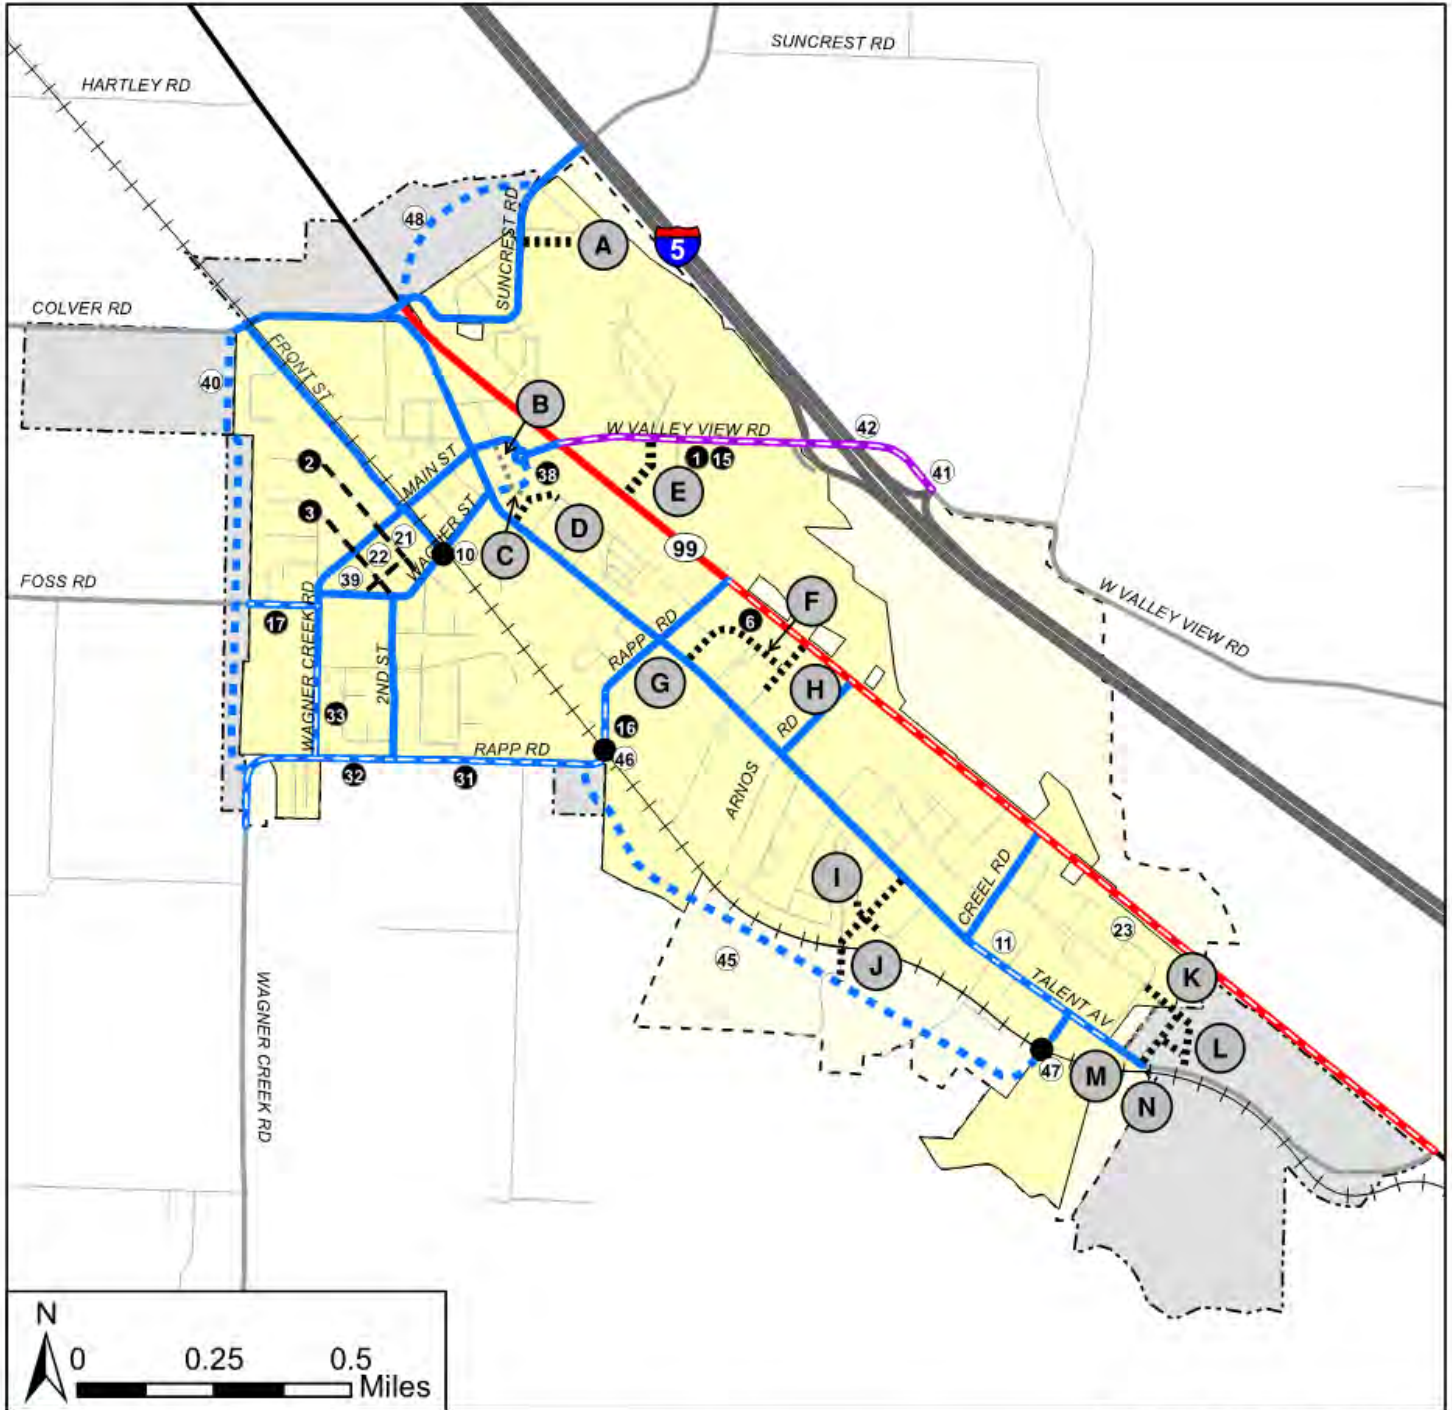 SUNCREST RD
HARTLEY RD
48
SUNCREST RD
A
5
COLVER RD
FRONT ST
40
B
W VALLEY VIEW RD
42
2
MAIN ST
38
1
15
41
E
3
21
WAGNER ST
D
22
10
C
99
39
FOSS RD
W VALLEY VIEW RD
17
WAGNER CREEK RD
6
F
RAPP RD
2ND ST
G
H
33
16
RD
RAPP RD
46
32
31
ARNOS
I
CREEL RD
23
11
45
J
K
TALENT AV
WAGNER CREEK RD
L
47
M
N
N
0 0.25 0.5
Miles